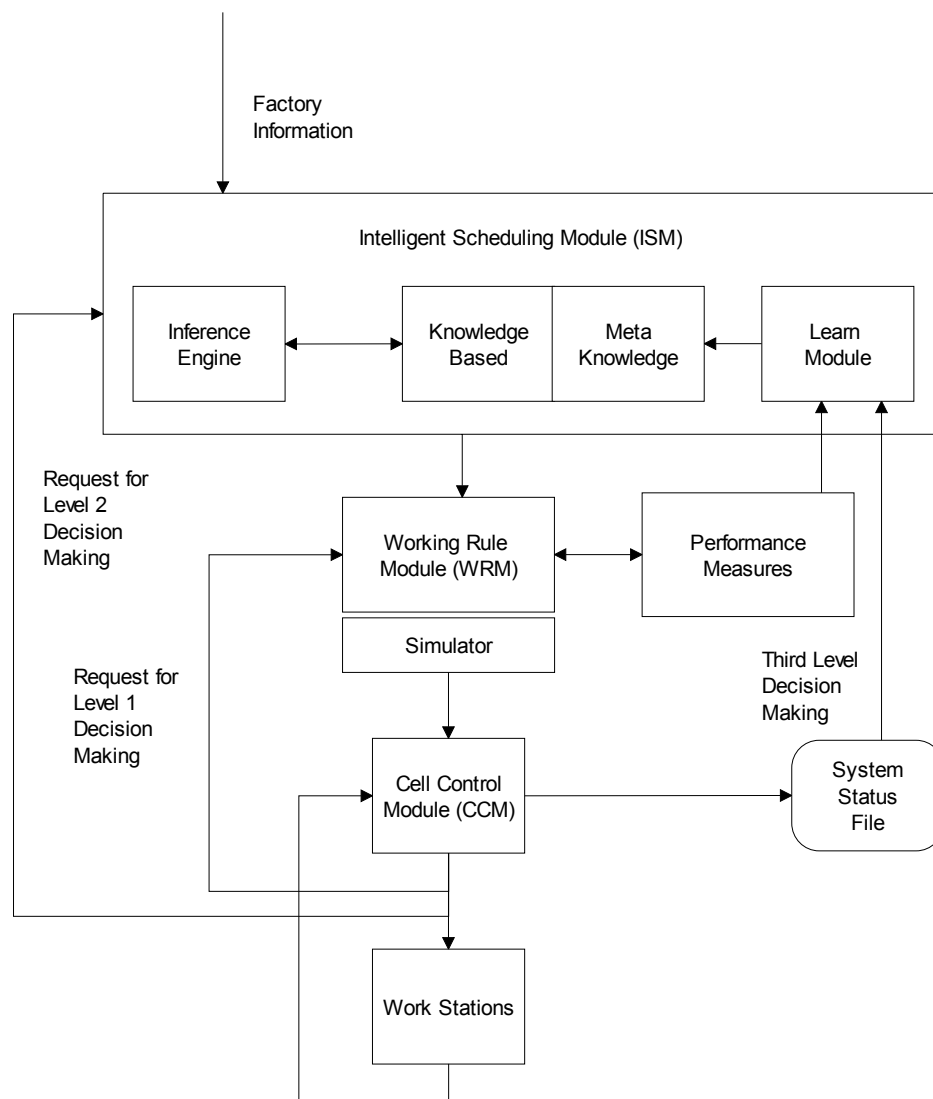 Factory
Information
Intelligent Scheduling Module (ISM)
Inference
Engine
Knowledge
Based
Meta
Knowledge
Learn
Module
Request for
Level 2
Decision
Making
Working Rule
Module (WRM)
Performance
Measures
Simulator
Request for
Level 1
Decision
Making
Third Level
Decision
Making
Cell Control
Module (CCM)
System
Status
File
Work Stations